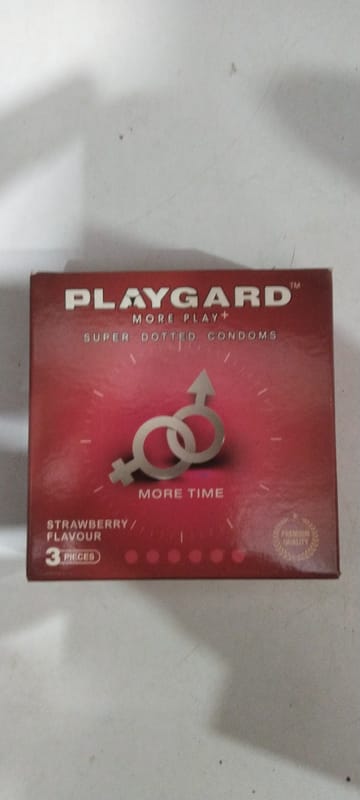 PLAYGARD™
MORE PLAY+
SUPER DOTTED CONDOMS
MORE TIME
STRAWBERRY
FLAVOUR
3 PIECES
PREMIUM
QUALITY